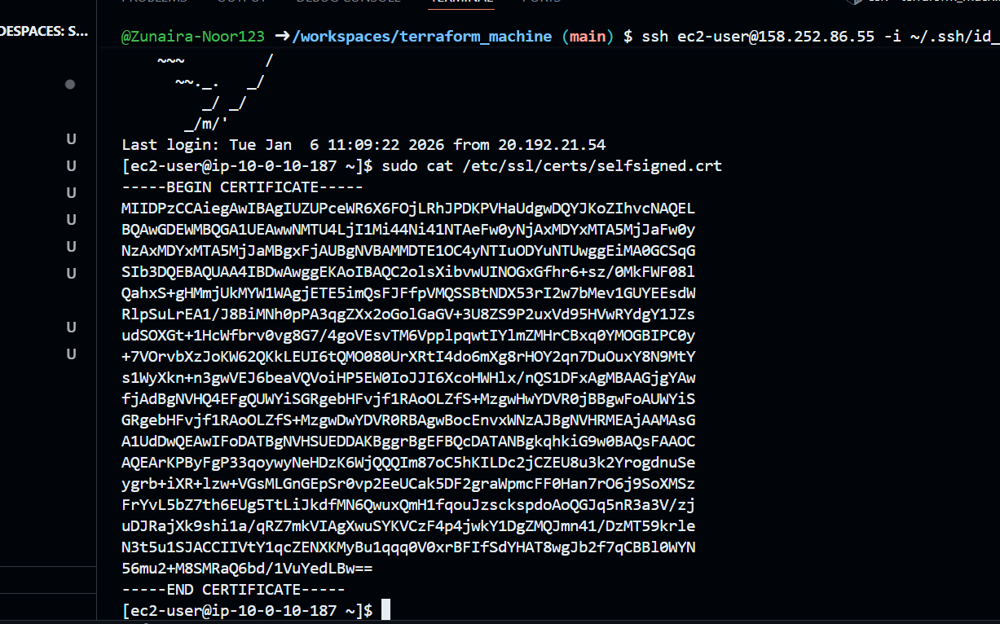 PROBLEMS OUTPUT DEBUG CONSOLE TERMINAL PORTS
DESPACES: S...
@Zunaira-Noor123 ➜/workspaces/terraform_machine (main) $ ssh ec2-user@158.252.86.55 -i ~/.ssh/id_
~~~ /
~~._. _/
_/ _/
_/m/'
Last login: Tue Jan  6 11:09:22 2026 from 20.192.21.54
[ec2-user@ip-10-0-10-187 ~]$ sudo cat /etc/ssl/certs/selfsigned.crt
-----BEGIN CERTIFICATE-----
MIIDPzCCAiegAwIBAgIUZUPceWR6X6FOjLRhJPDKPVHaUdgwDQYJKoZIhvcNAQEL
BQAwGDEWMBQGA1UEAwwNMTU4LjI1Mi44Ni41NTAeFw0yNjAxMDYxMTA5MjJaFw0y
NzAxMDYxMTA5MjJaMBgxFjAUBgNVBAMMDTE1OC4yNTIuODYuNTUwggEiMA0GCSqG
SIb3DQEBAQUAA4IBDwAwggEKAoIBAQC2olsXibvwUINOGxGfhr6+sz/0MkFWF08l
QahxS+gHMmjUkMYW1WAgjETE5imQsFJFfpVMQSSBtNDX53rI2w7bMev1GUYEEsdW
RlpSuLrEA1/J8BiMNh0pPA3qgZXx2oGolGaGV+3U8ZS9P2uxVd95HVwRYdgY1JZs
udSOXGt+1HcWfbrv0vg8G7/4goVEsvTM6VpplpqwtIYlmZMHrCBxq0YMOGBIPC0y
+7VOrvbXzJoKW62QKkLEUI6tQMO080UrXRtI4do6mXg8rHOY2qn7DuOuxY8N9MtY
s1WyXkn+n3gwVEJ6beaVQVoiHP5EW0IoJJI6XcoHWHlx/nQS1DFxAgMBAAGjgYAw
fjAdBgNVHQ4EFgQUWYiSGRgebHFvjf1RAoOLZfS+MzgwHwYDVR0jBBgwFoAUWYiS
GRgebHFvjf1RAoOLZfS+MzgwDwYDVR0RBAgwBocEnvxWNzAJBgNVHRMEAjAAMAsG
A1UdDwQEAwIFoDATBgNVHSUEDDAKBggrBgEFBQcDATANBgkqhkiG9w0BAQsFAAOC
AQEArKPByFgP33qoywyNeHDzK6WjQQQIm87oC5hKILDc2jCZEU8u3k2YrogdnuSe
ygrb+iXR+lzw+VGsMLGnGEpSr0vp2EeUCak5DF2graWpmcFF0Han7rO6j9SoXMSz
FrYvL5bZ7th6EUg5TtLiJkdfMN6QwuxQmH1fqouJzsckspdoAoQGJq5nR3a3V/zj
uDJRajXk9shi1a/qRZ7mkVIAgXwuSYKVCzF4p4jwkY1DgZMQJmn41/DzMT59krle
N3t5u1SJACCIIVtY1qcZENXKMyBu1qqq0V0xrBFIfSdYHAT8wgJb2f7qCBBl0WYN
56mu2+M8SMRaQ6bd/1VuYedLBw==
-----END CERTIFICATE-----
[ec2-user@ip-10-0-10-187 ~]$
U
U
U
U
U
U
U
U